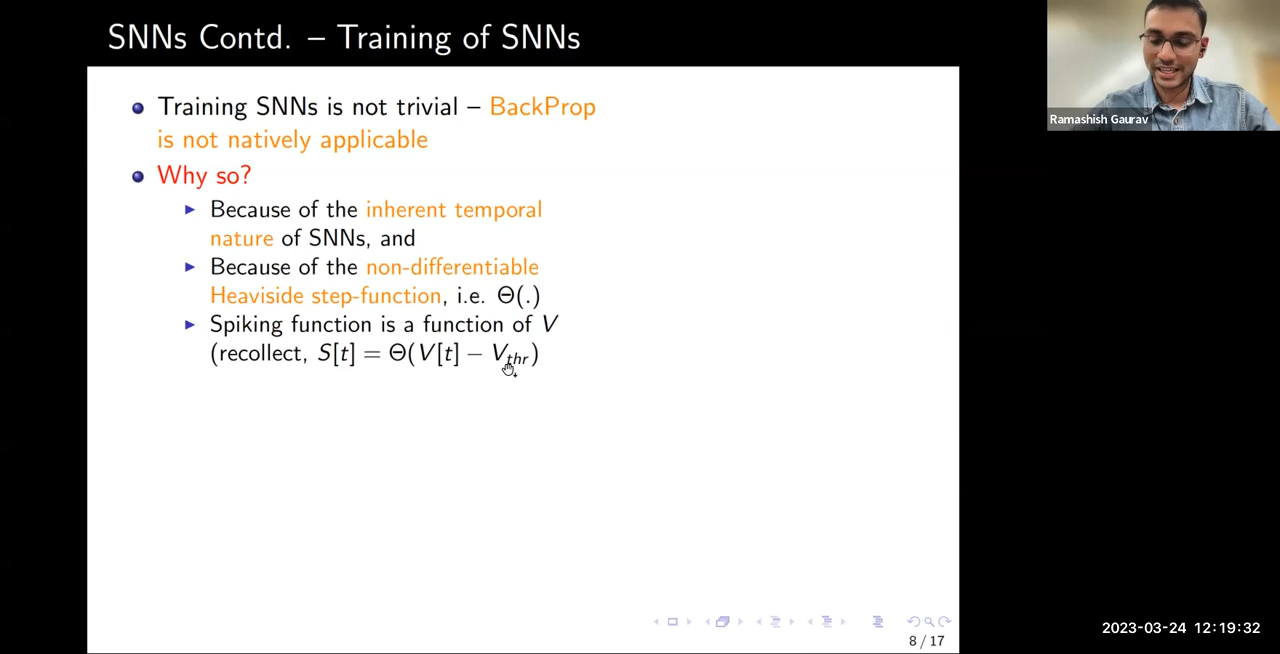 SNNs Contd. – Training of SNNs
Training SNNs is not trivial – BackProp
is not natively applicable
Why so?
Because of the inherent temporal
nature of SNNs, and
Because of the non-differentiable
Heaviside step-function, i.e. Θ(.)
Spiking function is a function of V
(recollect, S[t] = Θ(V[t] − Vthr)
8 / 17
Ramashish Gaurav
2023-03-24 12:19:32